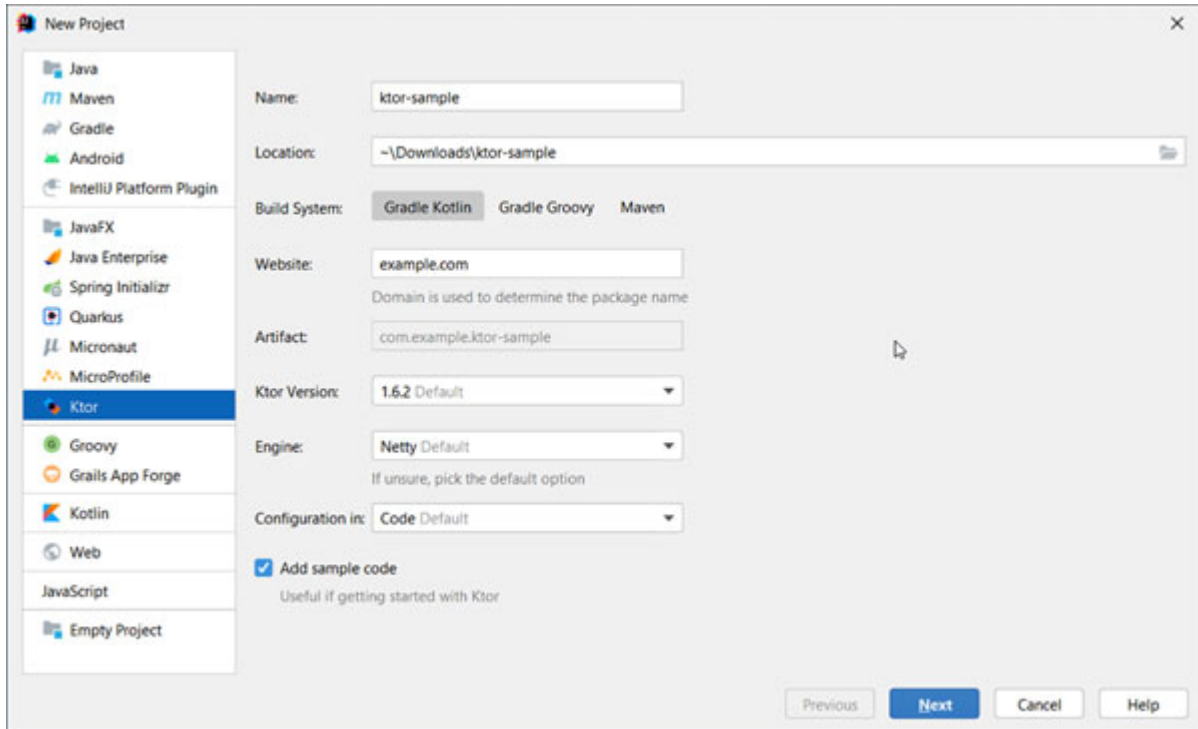 New Project
Java
Maven
Gradle
Android
IntelliJ Platform Plugin
JavaFX
Java Enterprise
Spring Initializr
Quarkus
Micronaut
MicroProfile
Ktor
Groovy
Grails App Forge
Kotlin
Web
JavaScript
Empty Project
Name: ktor-sample
Location: ~\Downloads\ktor-sample
Build System: Gradle Kotlin Gradle Groovy Maven
Website: example.com
Domain is used to determine the package name
Artifact: com.example.ktor-sample
Ktor Version: 1.6.2 Default
Engine: Netty Default
If unsure, pick the default option
Configuration in: Code Default
Add sample code
Useful if getting started with Ktor
Previous Next Cancel Help